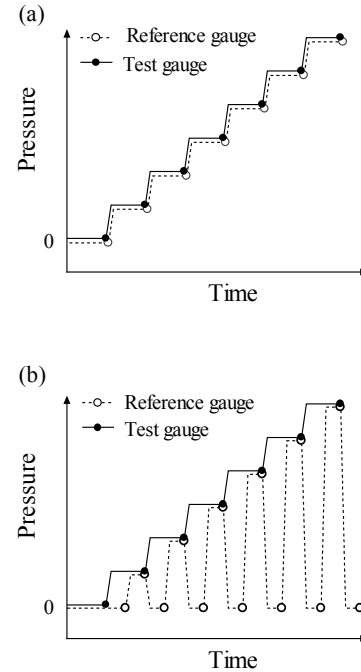 (a)
Reference gauge
Test gauge
Pressure
0
Time
(b)
Reference gauge
Test gauge
Pressure
0
Time